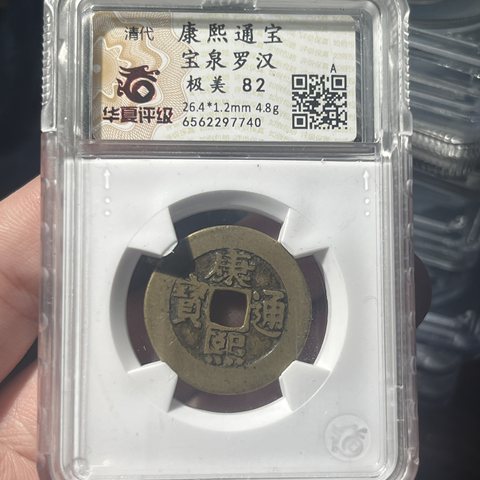 清代
康熙通宝
宝泉罗汉
极美 82
A
华夏评级
26.4*1.2mm 4.8g
6562297740
康
寶 通
熙